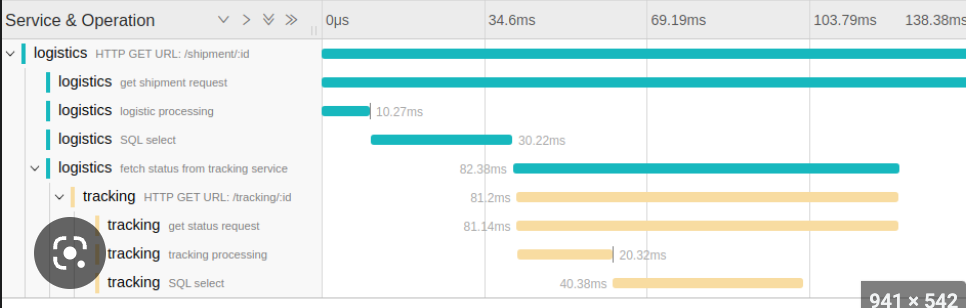 Service & Operation 0μs 34.6ms 69.19ms 103.79ms 138.38ms
logistics HTTP GET URL: /shipment/:id
logistics get shipment request
logistics logistic processing 10.27ms
logistics SQL select 30.22ms
logistics fetch status from tracking service 82.38ms
tracking HTTP GET URL: /tracking/:id 81.2ms
tracking get status request 81.14ms
tracking tracking processing 20.32ms
tracking SQL select 40.38ms
941 × 542